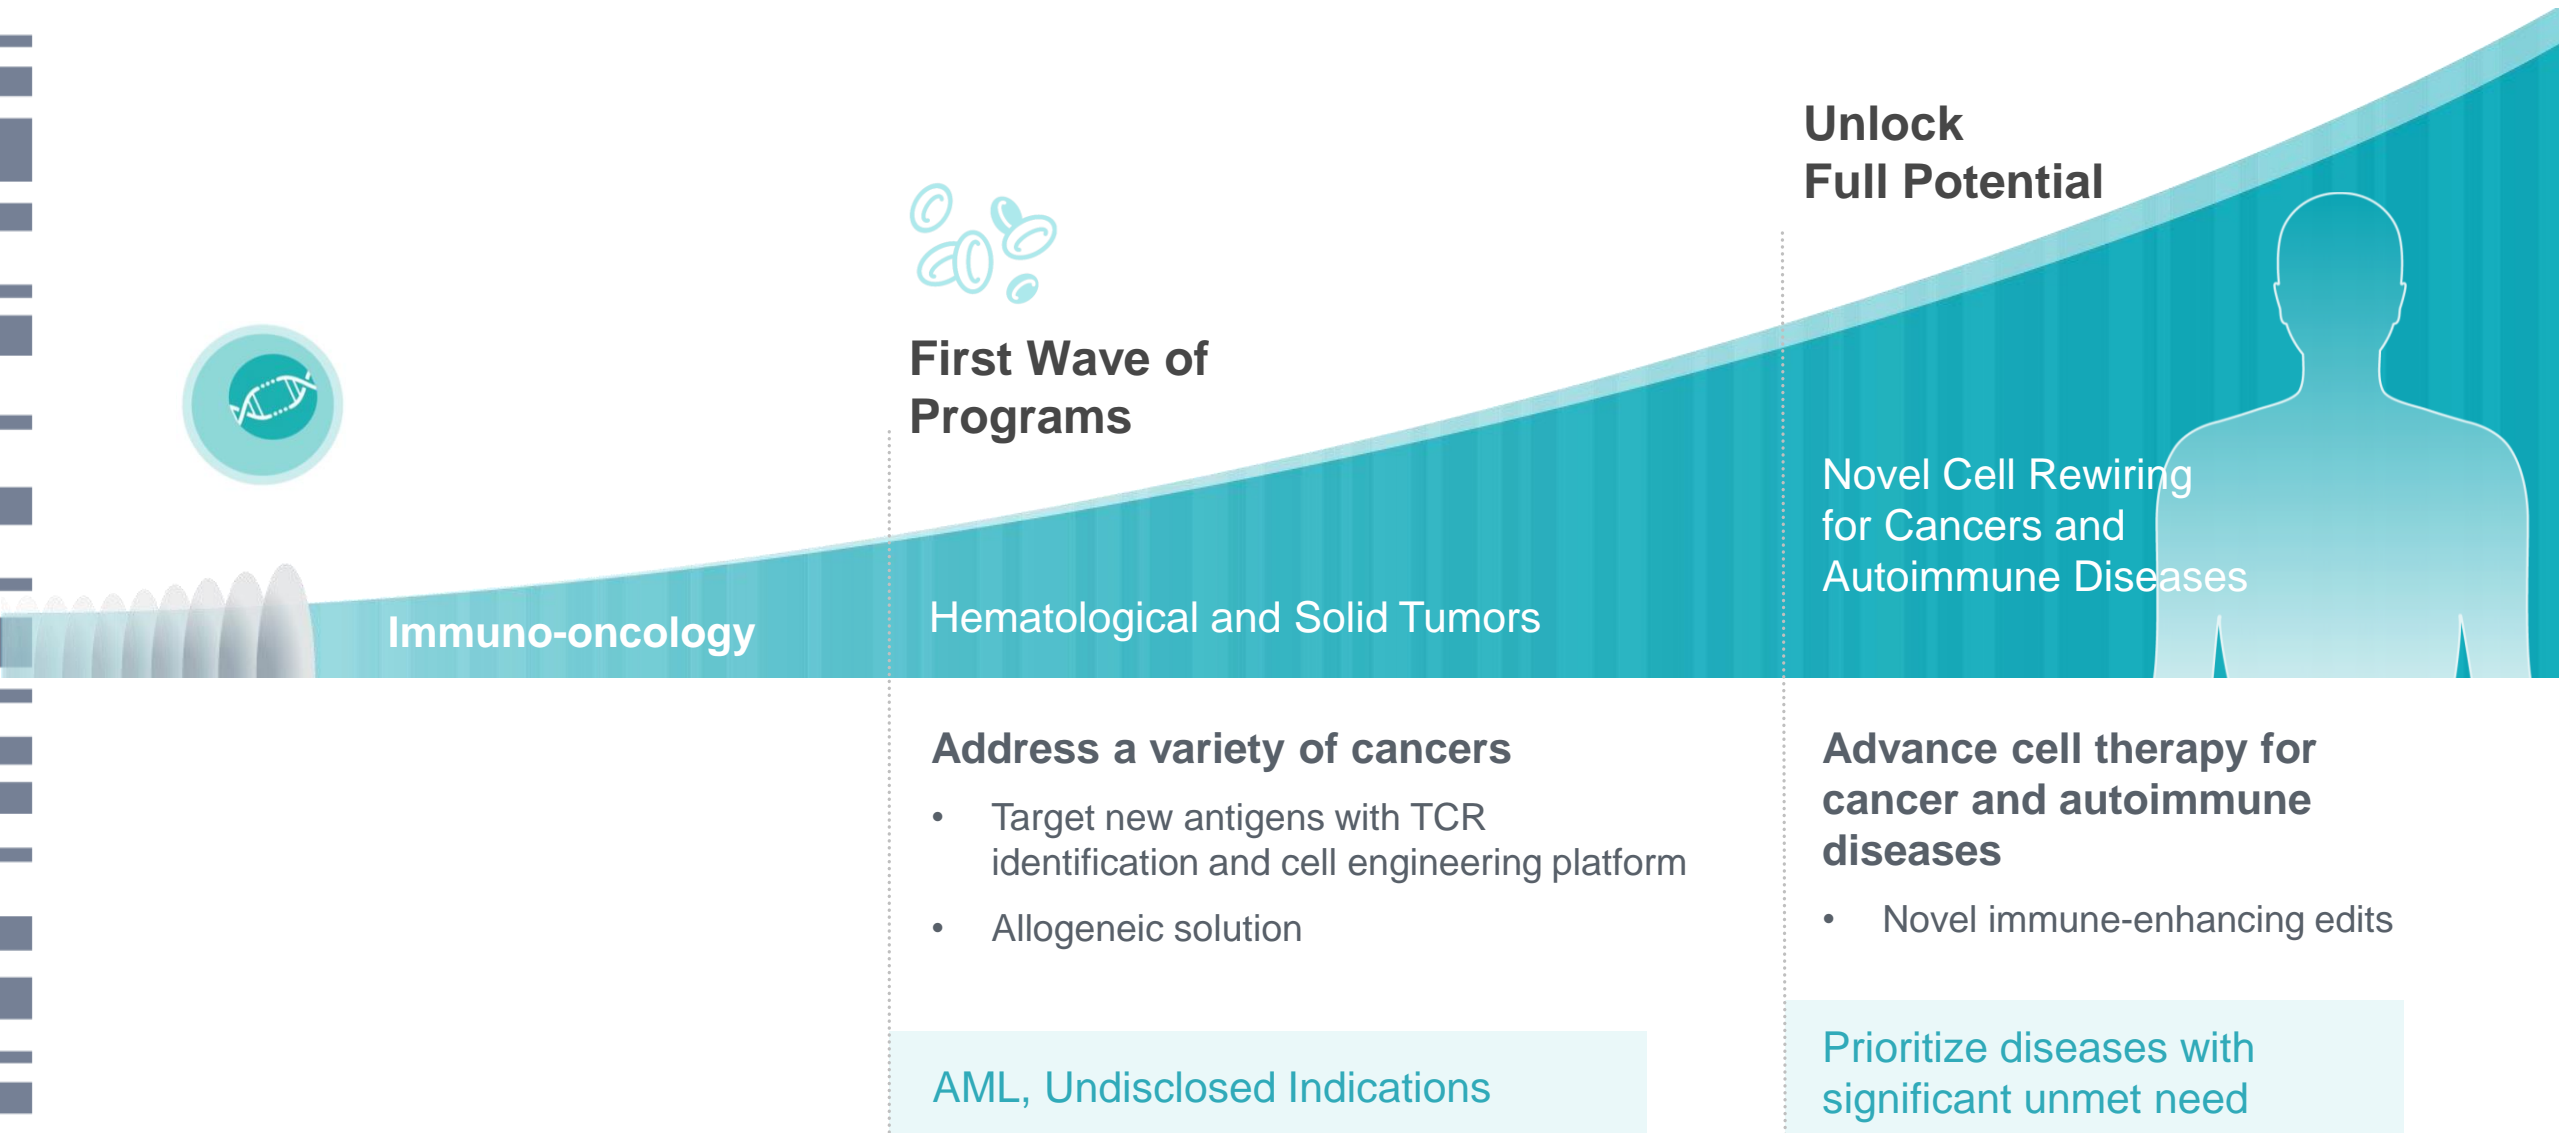 Immuno-oncology
First Wave of
Programs
Hematological and Solid Tumors
Address a variety of cancers
• Target new antigens with TCR
identification and cell engineering platform
• Allogeneic solution
AML, Undisclosed Indications
Unlock
Full Potential
Novel Cell Rewiring
for Cancers and
Autoimmune Diseases
Advance cell therapy for
cancer and autoimmune
diseases
• Novel immune-enhancing edits
Prioritize diseases with
significant unmet need